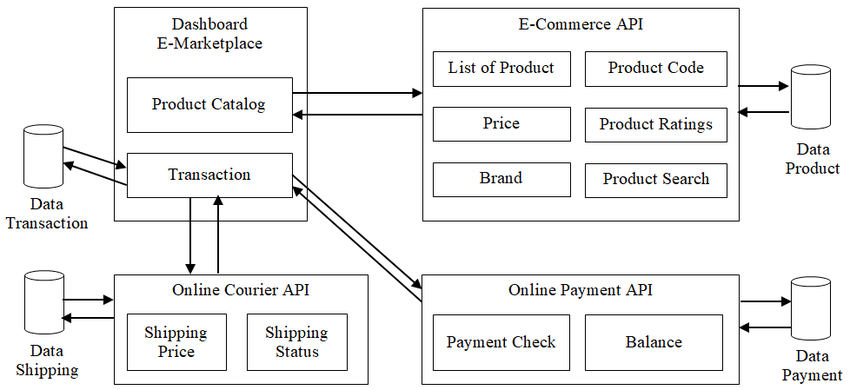 Dashboard
E-Marketplace
Product Catalog
Transaction
E-Commerce API
List of Product
Product Code
Price
Product Ratings
Brand
Product Search
Data
Product
Data
Transaction
Online Courier API
Shipping
Price
Shipping
Status
Online Payment API
Payment Check
Balance
Data
Shipping
Data
Payment